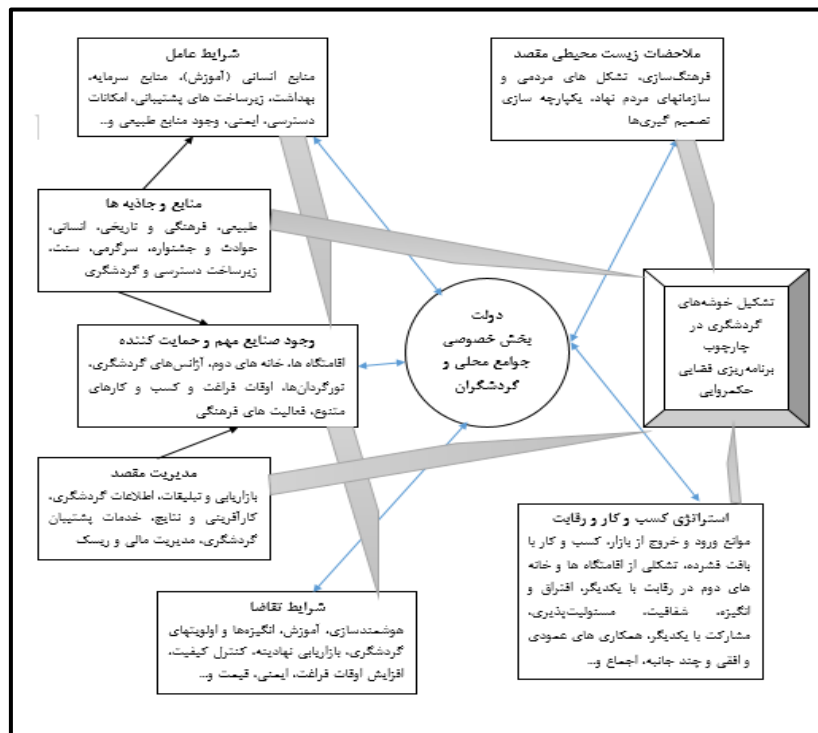 شرایط عامل
منابع انسانی (آموزش)، منابع سرمایه،
بهداشت، زیرساخت های پشتیبانی، امکانات
دسترسی، ایمنی، وجود منابع طبیعی و...
ملاحضات زیست محیطی مقصد
فرهنگ‌سازی، تشکل های مردمی و
سازمانهای مردم نهاد، یکپارچه سازی
تصمیم گیری‌ها
منابع و جاذبه ها
طبیعی، فرهنگی و تاریخی، انسانی،
حوادث و جشنواره، سرگرمی، سنت،
زیرساخت دسترسی و گردشگری
دولت
بخش خصوصی
جوامع محلی و
گردشگران
تشکیل خوشه‌های
گردشگری در
چارچوب
برنامه‌ریزی فضایی
حکمروایی
وجود صنایع مهم و حمایت کننده
اقامتگاه ها، خانه های دوم، آژانس‌های گردشگری،
تورگردان‌ها، اوقات فراغت و کسب و کارهای
متنوع، فعالیت های فرهنگی
مدیریت مقصد
بازاریابی و تبلیقات، اطلاعات گردشگری،
کارآفرینی و نتایج، خدمات پشتیبان
گردشگری، مدیریت مالی و ریسک
استراتژی کسب و کار و رقابت
موانع ورود و خروج از بازار، کسب و کار با
بافت فشرده، تشکلی از اقامتگاه ها و خانه
های دوم در رقابت با یکدیگر، افتراق و
انگیزه، شفافیت، مسئولیت‌پذیری،
مشارکت با یکدیگر، همکاری های عمودی
و افقی و چند جانبه، اجماع و...
شرایط تقاضا
هوشمندسازی، آموزش، انگیزه‌ها و اولویتهای
گردشگری، بازاریابی نهادینه، کنترل کیفیت،
افزایش اوقات فراغت، ایمنی، قیمت و...